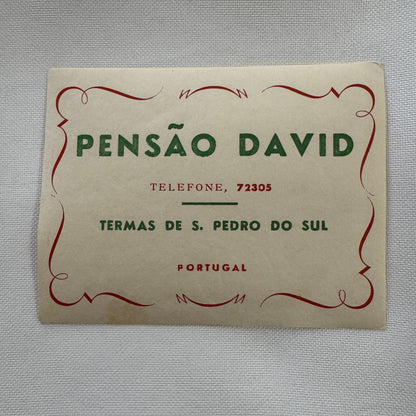 PENSÃO DAVID
TELEFONE, 72305
TERMAS DE S. PEDRO DO SUL
PORTUGAL